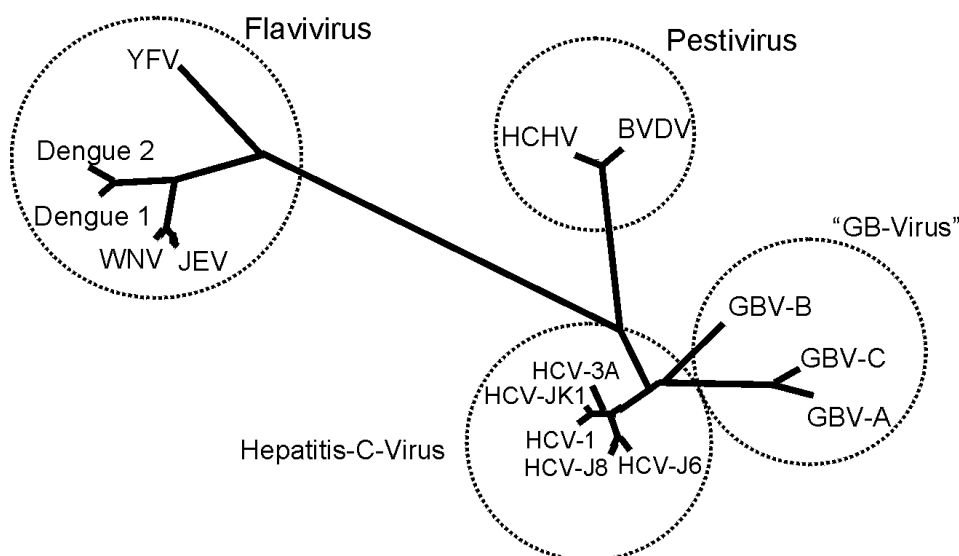 Flavivirus
YFV
Dengue 2
Dengue 1
WNV
JEV
Pestivirus
HCHV
BVDV
“GB-Virus”
GBV-B
GBV-C
GBV-A
Hepatitis-C-Virus
HCV-3A
HCV-JK1
HCV-1
HCV-J8
HCV-J6